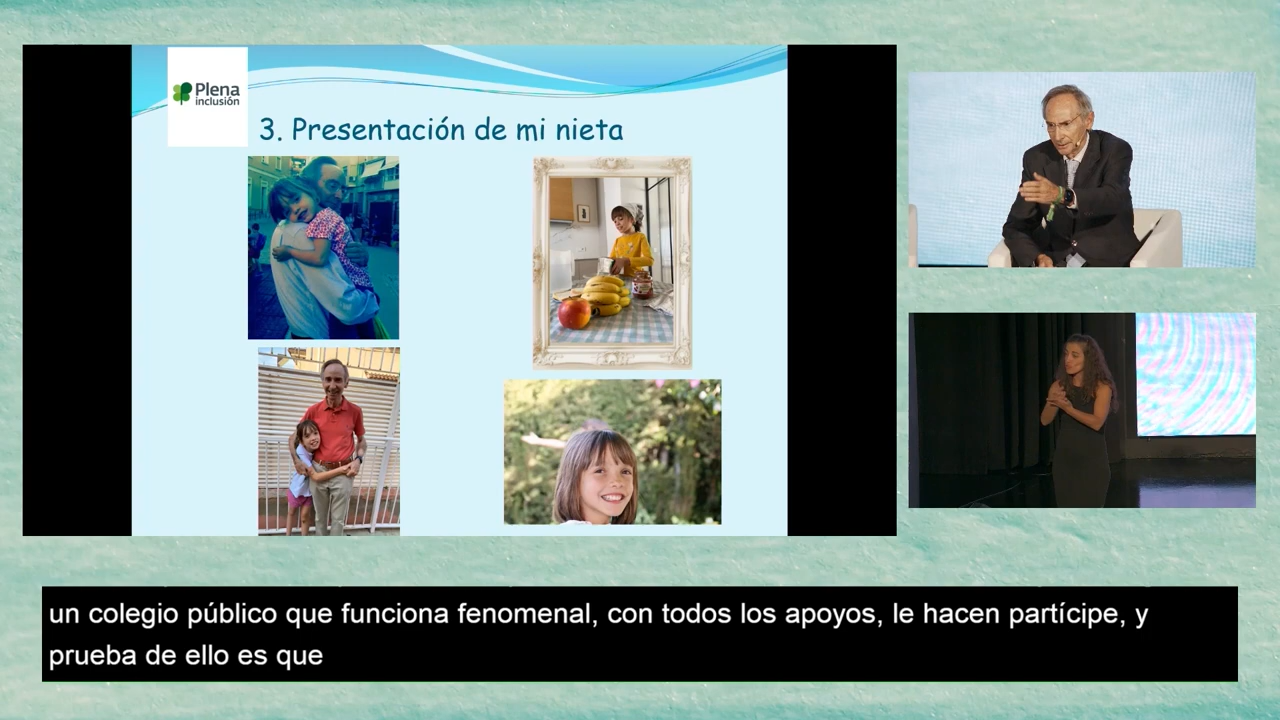 Plena
inclusión
3. Presentación de mi nieta
un colegio público que funciona fenomenal, con todos los apoyos, le hacen partícipe, y
prueba de ello es que